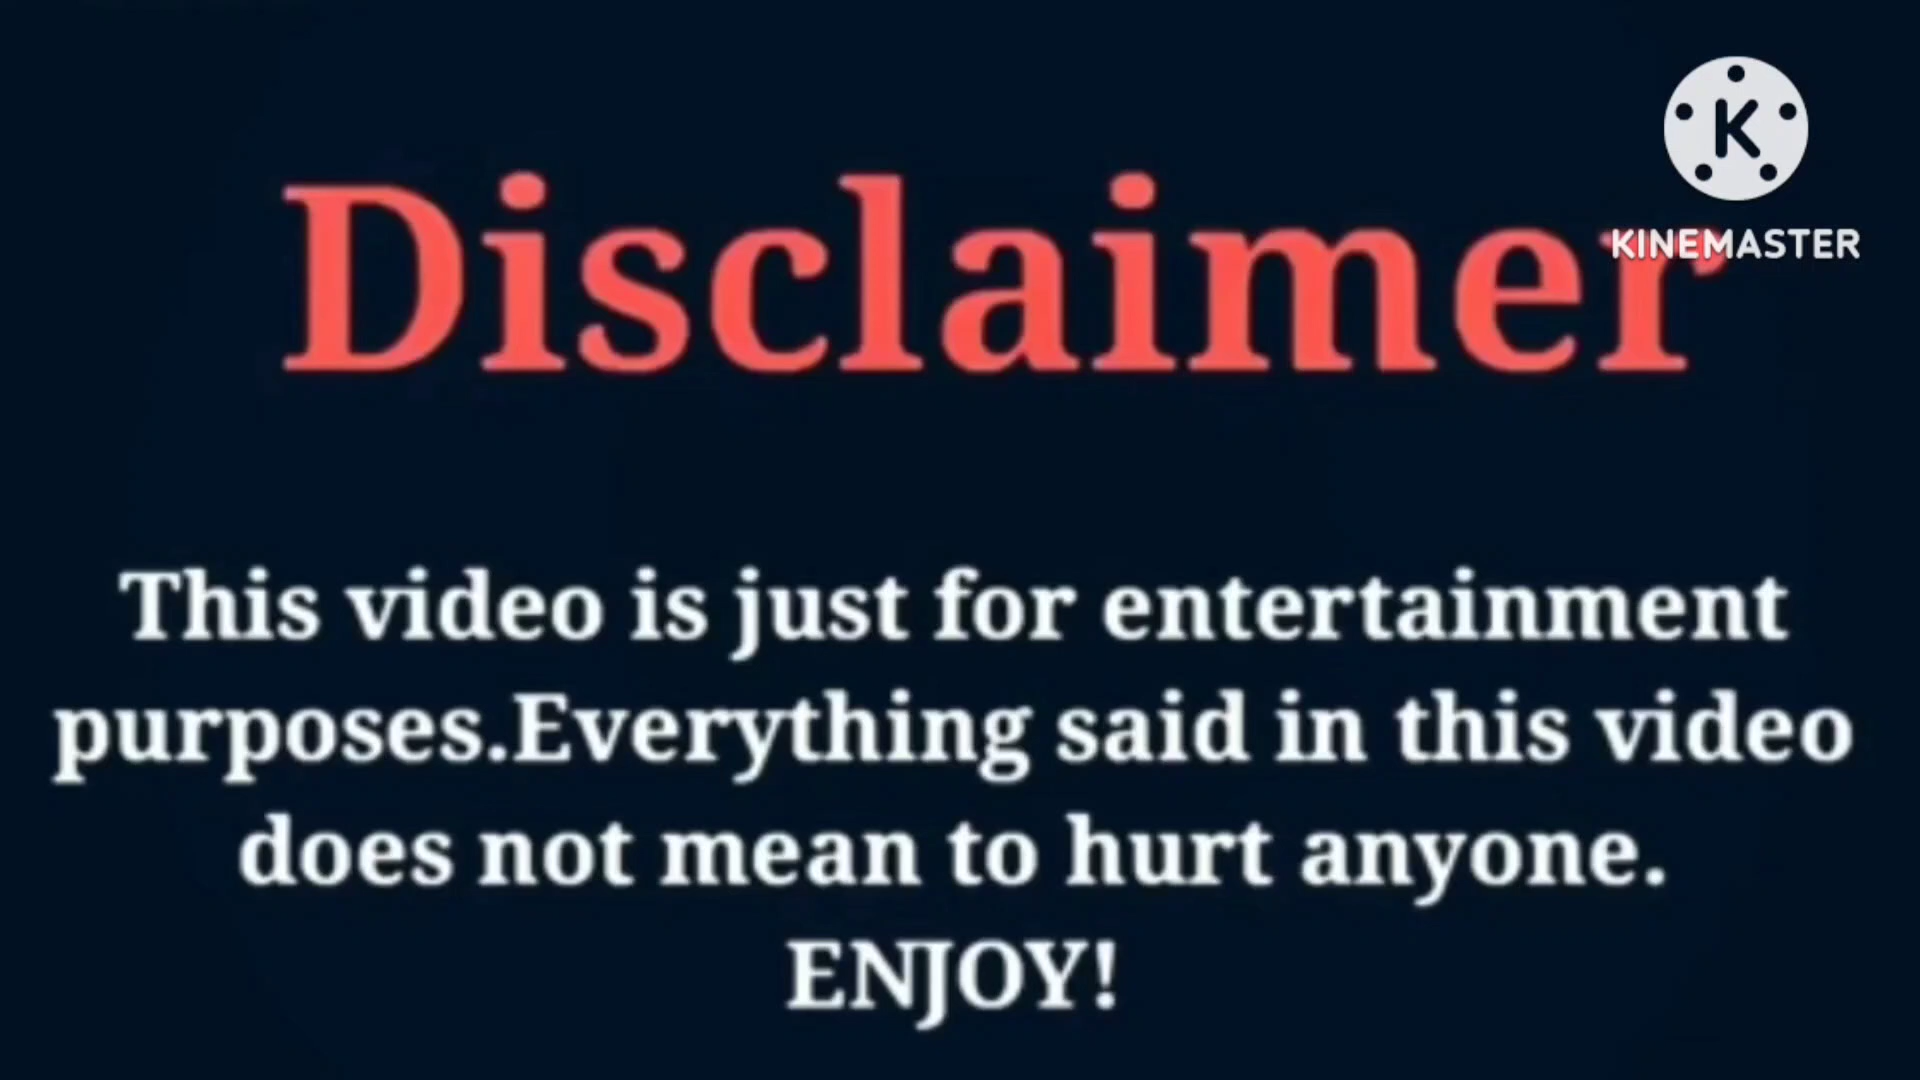 K
KINEMASTER
Disclaimer
This video is just for entertainment
purposes.Everything said in this video
does not mean to hurt anyone.
ENJOY!